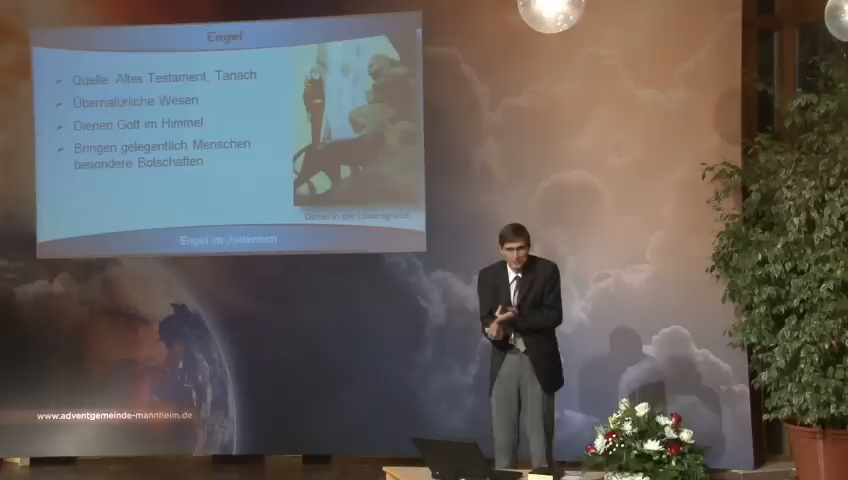 Engel
Quelle: Altes Testament, Tanach
Übernatürliche Wesen
Dienen Gott im Himmel
Bringen gelegentlich Menschen
besondere Botschaften
Daniel in der Löwengrube
Engel im Judentum
www.adventgemeinde-mannheim.de